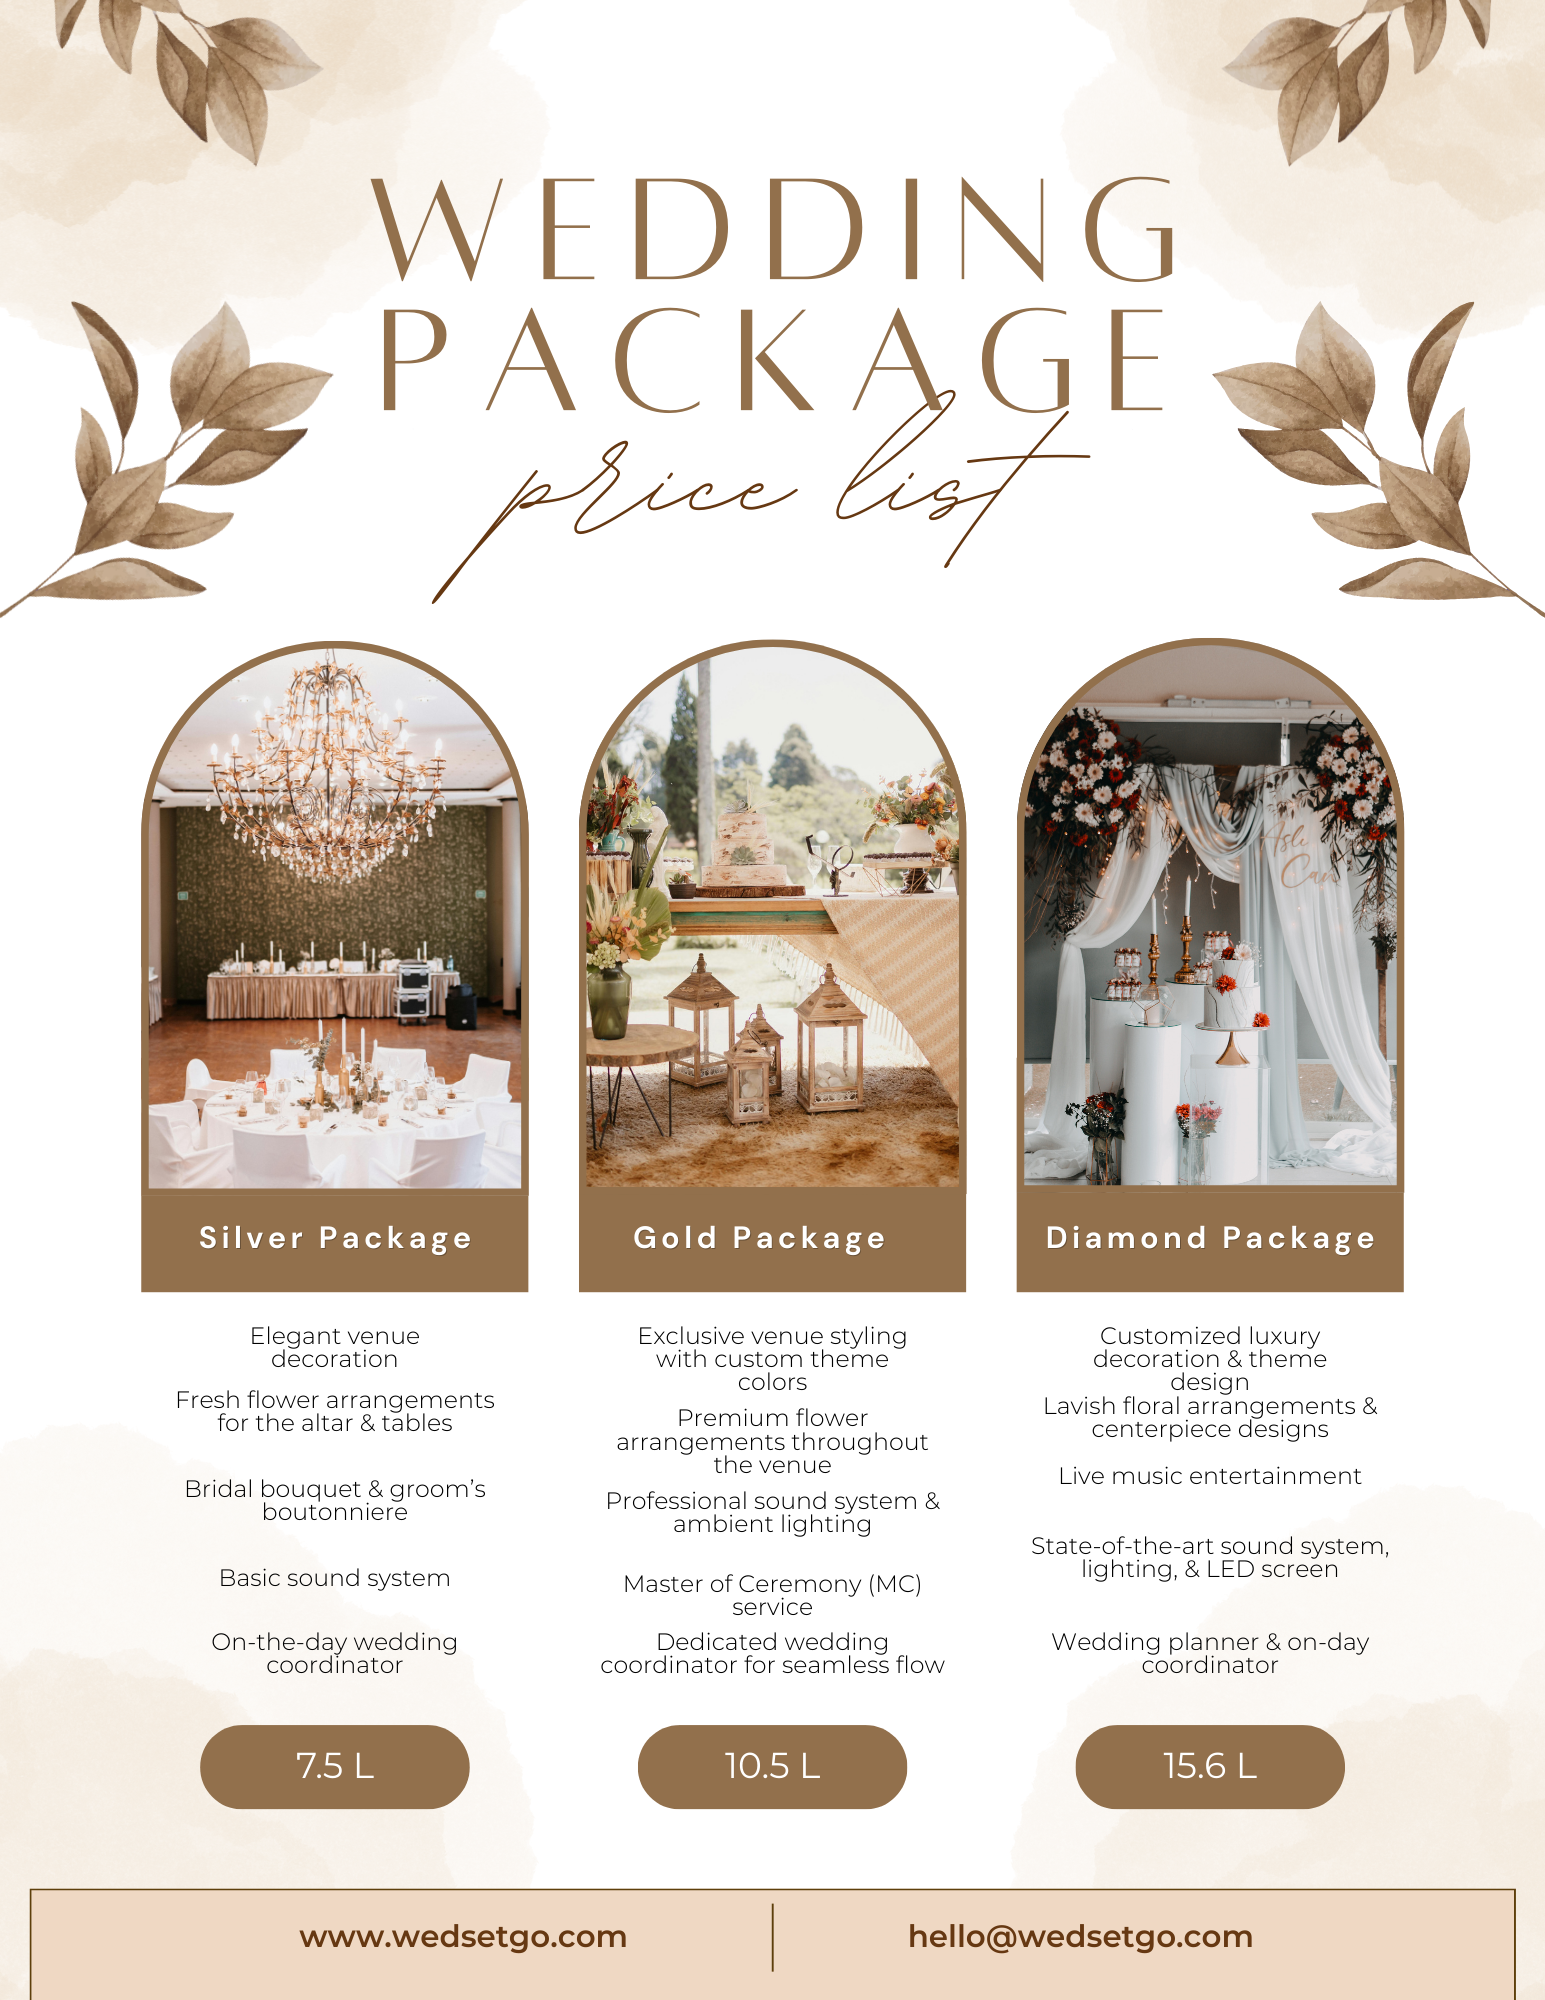 WEDDING
PACKAGE
price list
Asli
Can
Silver Package
Elegant venue
decoration
Fresh flower arrangements
for the altar & tables
Bridal bouquet & groom’s
boutonniere
Basic sound system
On-the-day wedding
coordinator
7.5 L
Gold Package
Exclusive venue styling
with custom theme
colors
Premium flower
arrangements throughout
the venue
Professional sound system &
ambient lighting
Master of Ceremony (MC)
service
Dedicated wedding
coordinator for seamless flow
10.5 L
Diamond Package
Customized luxury
decoration & theme
design
Lavish floral arrangements &
centerpiece designs
Live music entertainment
State-of-the-art sound system,
lighting, & LED screen
Wedding planner & on-day
coordinator
15.6 L
www.wedsetgo.com
hello@wedsetgo.com